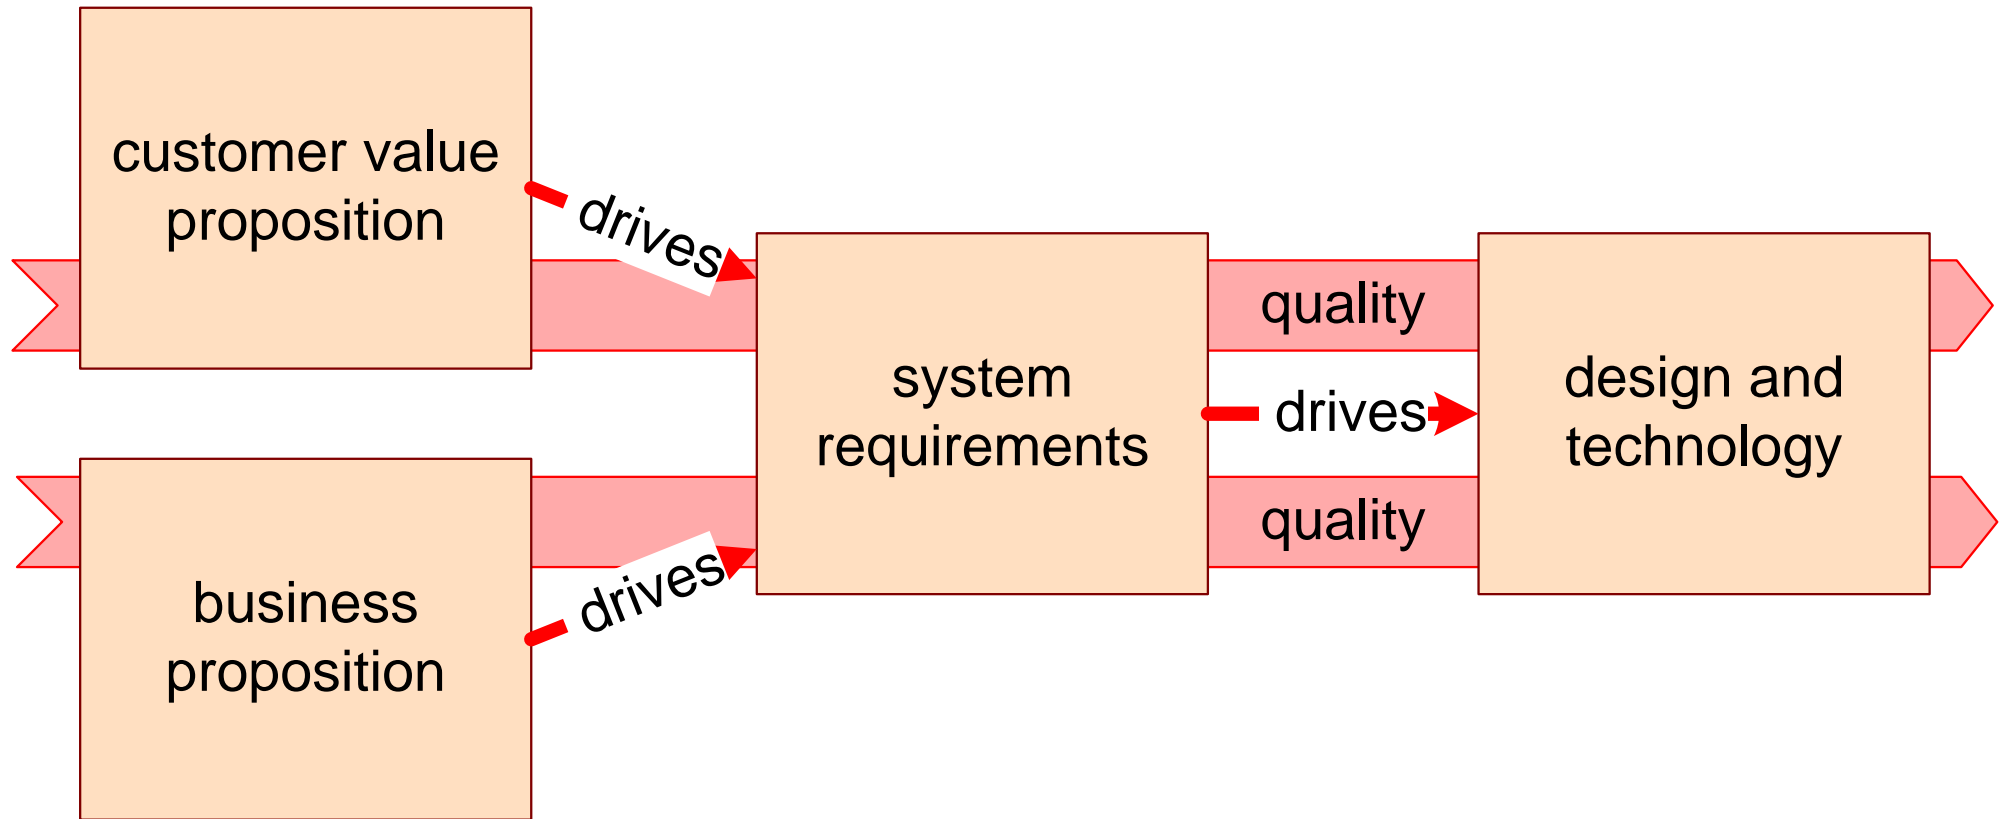 customer value
proposition
drives
business
proposition
drives
system
requirements
quality
drives
quality
design and
technology